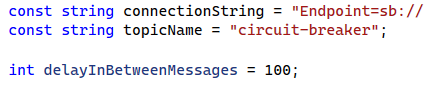 const string connectionString = "Endpoint=sb://
const string topicName = "circuit-breaker";
int delayInBetweenMessages = 100;